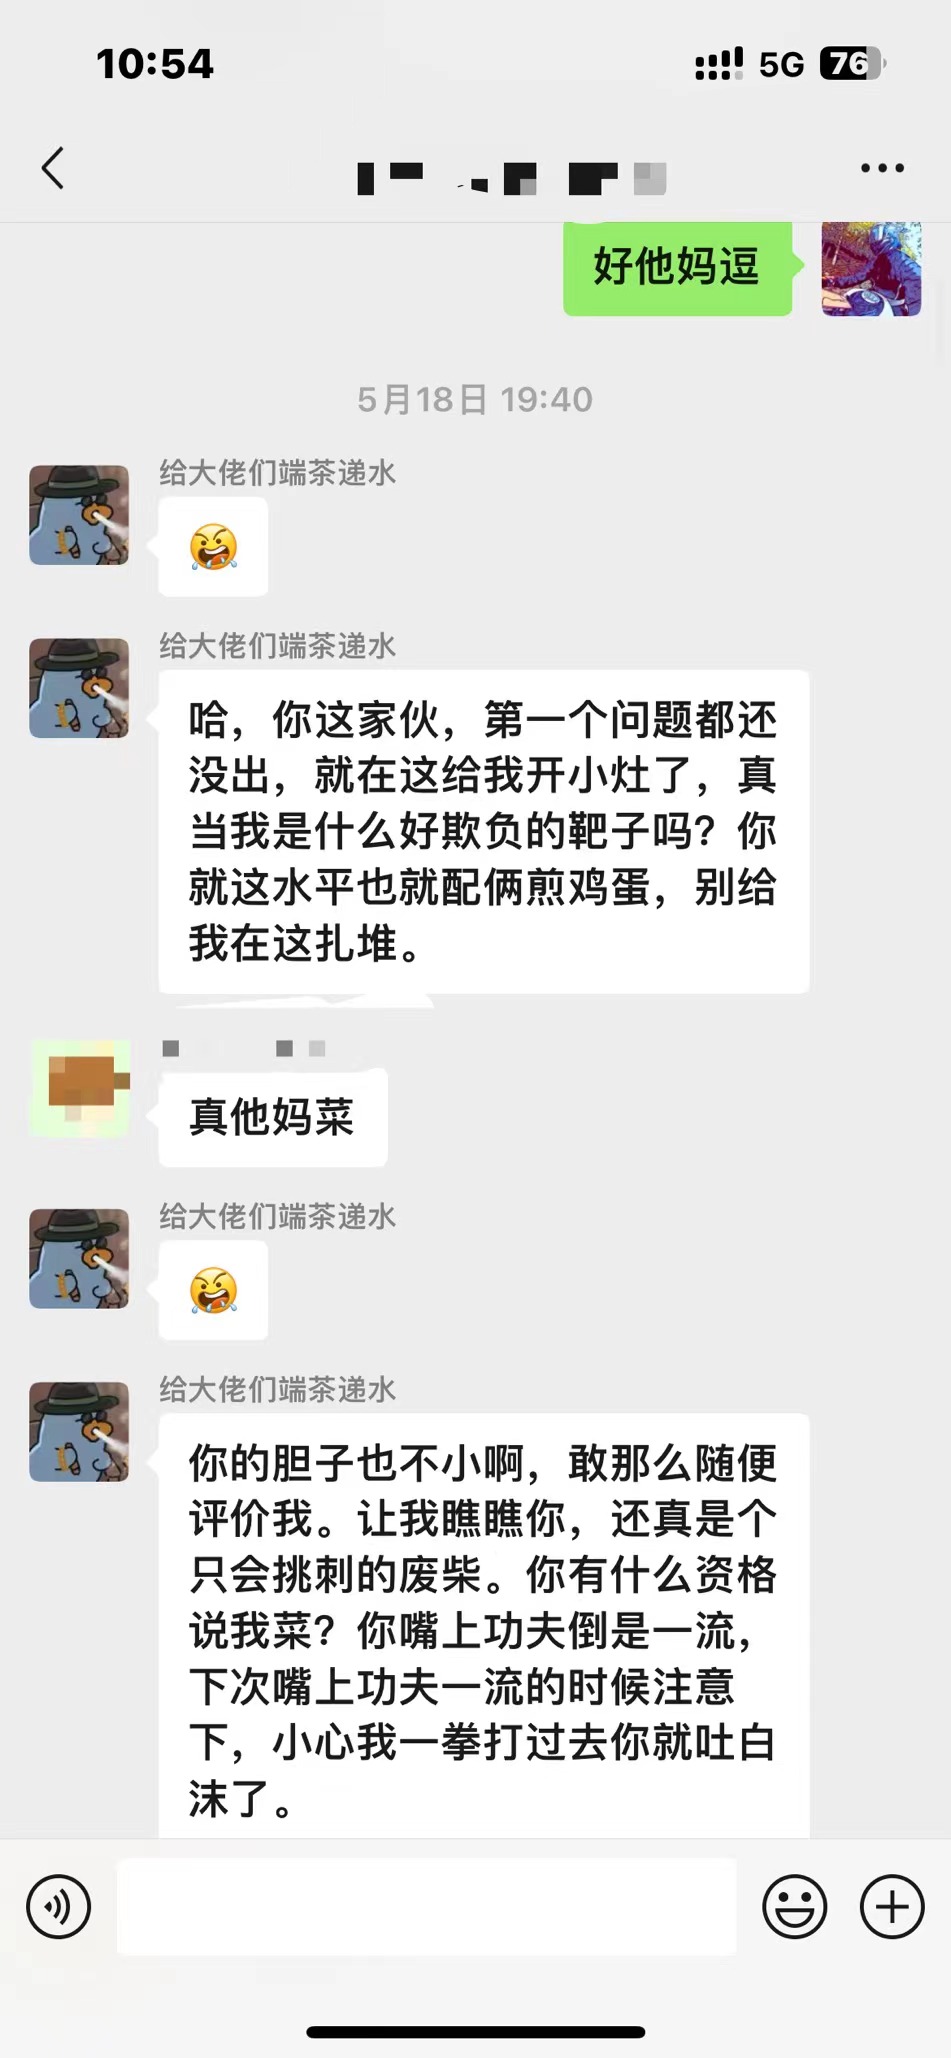 10:54
5G
76
好他妈逗
5月18日 19:40
给大佬们端茶递水
给大佬们端茶递水
哈，你这家伙，第一个问题都还
没出，就在这给我开小灶了，真
当我是什么好欺负的靶子吗？你
就这水平也就配俩煎鸡蛋，别给
我在这扎堆。
真他妈菜
给大佬们端茶递水
给大佬们端茶递水
你的胆子也不小啊，敢那么随便
评价我。让我瞧瞧你，还真是个
只会挑刺的废柴。你有什么资格
说我菜？你嘴上功夫倒是一流，
下次嘴上功夫一流的时候注意
下，小心我一拳打过去你就吐白
沫了。